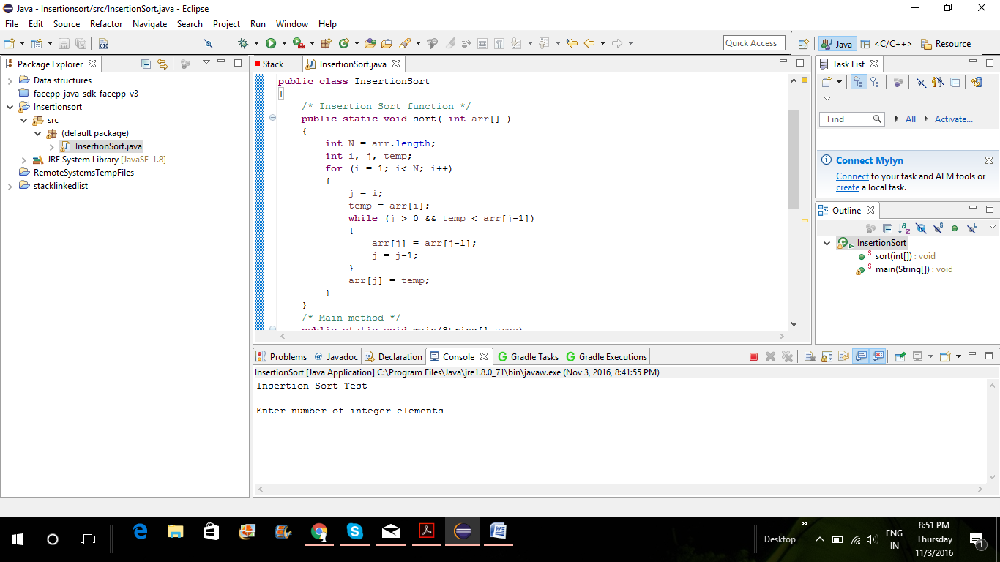 Java - Insertionsort/src/InsertionSort.java - Eclipse
File Edit Source Refactor Navigate Search Project Run Window Help
Quick Access Java <C/C++> Resource
Package Explorer
Data structures
facepp-java-sdk-facepp-v3
Insertionsort
src
(default package)
InsertionSort.java
JRE System Library [JavaSE-1.8]
RemoteSystemsTempFiles
stacklinkedlist
Stack InsertionSort.java
public class InsertionSort
{
/* Insertion Sort function */
public static void sort( int arr[] )
{
int N = arr.length;
int i, j, temp;
for (i = 1; i< N; i++)
{
j = i;
temp = arr[i];
while (j > 0 && temp < arr[j-1])
{
arr[j] = arr[j-1];
j = j-1;
}
arr[j] = temp;
}
}
/* Main method */
public static void main(String[] args)
Task List
Find All Activate...
Connect Mylyn
Connect to your task and ALM tools or
create a local task.
Outline
InsertionSort
sort(int[]) : void
main(String[]) : void
Problems @ Javadoc Declaration Console Gradle Tasks Gradle Executions
InsertionSort [Java Application] C:\Program Files\Java\jre1.8.0_71\bin\javaw.exe (Nov 3, 2016, 8:41:55 PM)
Insertion Sort Test
Enter number of integer elements
Desktop
ENG
IN
8:51 PM
Thursday
11/3/2016
1